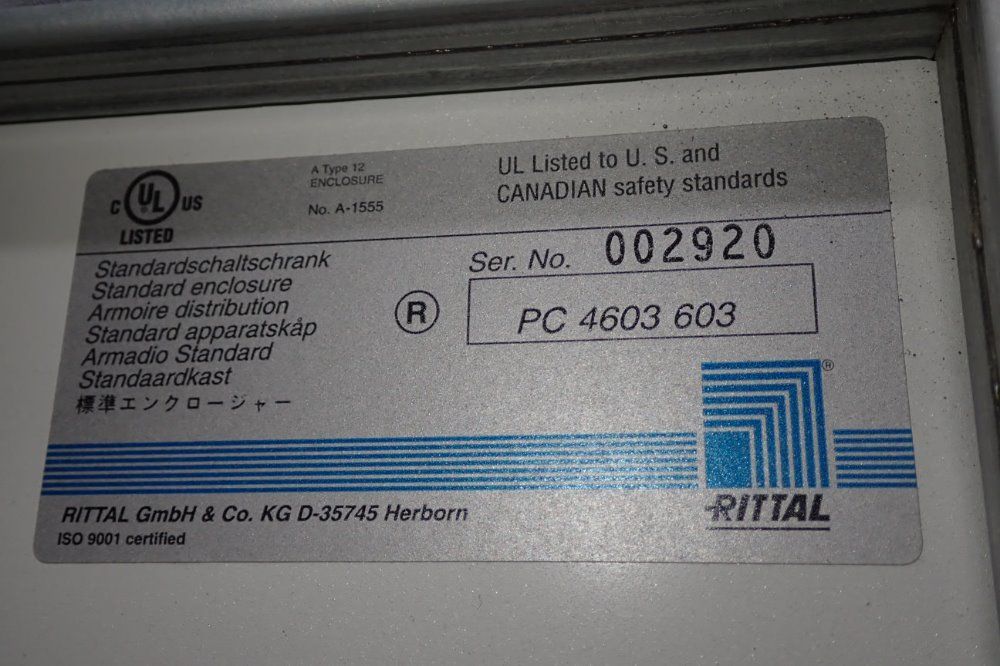 C UL US
LISTED
A Type 12
ENCLOSURE
No. A-1555
UL Listed to U. S. and
CANADIAN safety standards
Standardschaltschrank
Standard enclosure
Armoire distribution
Standard apparatskåp
Armadio Standard
Standaardkast
標準エンクロージャー
®
Ser. No. 002920
PC 4603 603
®
RITTAL
RITTAL GmbH & Co. KG D-35745 Herborn
ISO 9001 certified